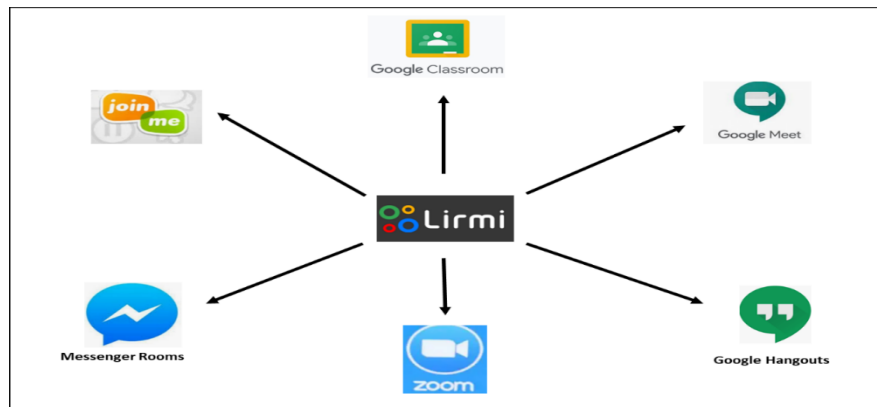 Google Classroom
join
me
Google Meet
Lirmi
Messenger Rooms
zoom
Google Hangouts